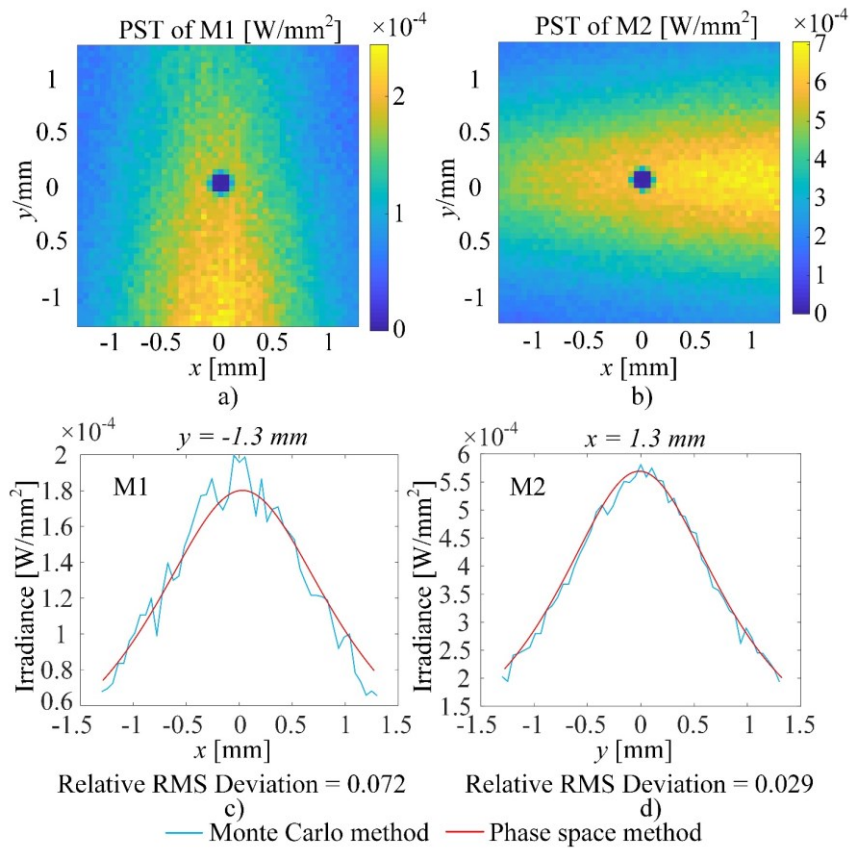 PST of M1 [W/mm²]
×10⁻⁴
1
0.5
0
0.5
-1
y/mm
-1 -0.5 0 0.5 1
x [mm]
2
1
0
a)
PST of M2 [W/mm²]
×10⁻⁴
1
0.5
0
0.5
-1
y/mm
-1 -0.5 0 0.5 1
x [mm]
7
6
5
4
3
2
1
0
b)
×10⁻⁴
y = -1.3 mm
M1
2
1.8
1.6
1.4
1.2
1
0.8
0.6
Irradiance [W/mm²]
-1.5 -1 -0.5 0 0.5 1 1.5
x [mm]
Relative RMS Deviation = 0.072
c)
×10⁻⁴
x = 1.3 mm
M2
6
5.5
5
4.5
4
3.5
3
2.5
2
1.5
Irradiance [W/mm²]
-1.5 -1 -0.5 0 0.5 1 1.5
y [mm]
Relative RMS Deviation = 0.029
d)
Monte Carlo method Phase space method